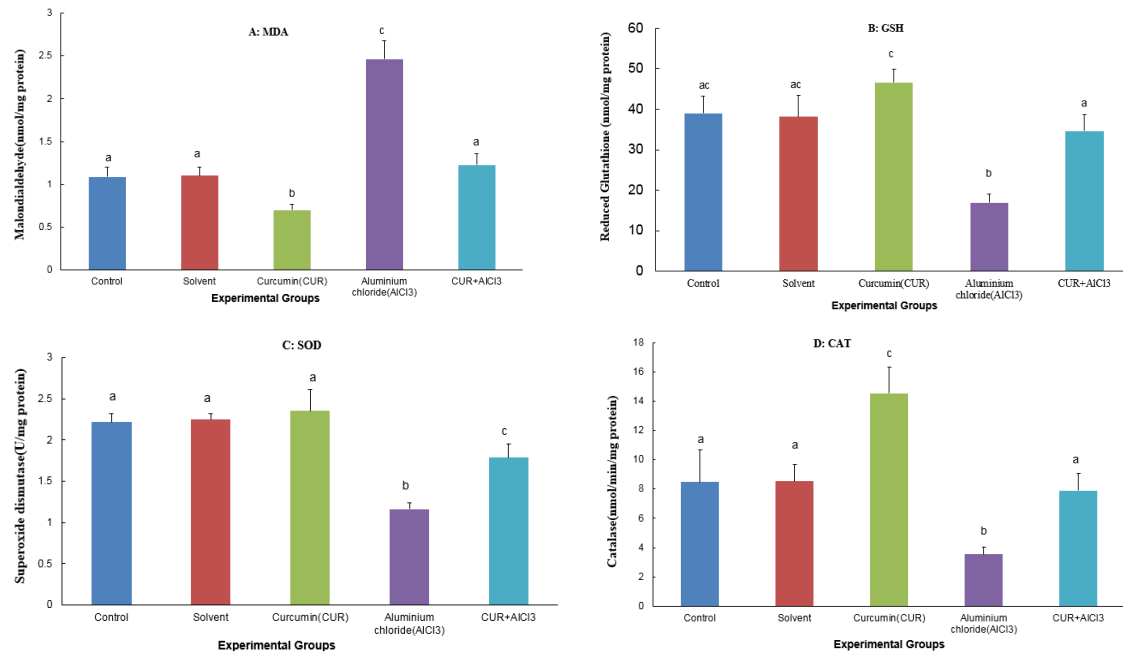 A: MDA
Malondialdehyde(nmol/mg protein)
3
2.5
2
1.5
1
0.5
0
a
a
b
c
a
Control
Solvent
Curcumin(CUR)
Aluminium
chloride(AlCl3)
CUR+AlCl3
Experimental Groups
B: GSH
Reduced Glutathione (nmol/mg protein)
60
50
40
30
20
10
0
ac
ac
c
b
a
Control
Solvent
Curcumin(CUR)
Aluminium
chloride(AlCl3)
CUR+AlCl3
Experimental Groups
C: SOD
Superoxide dismutase(U/mg protein)
3
2.5
2
1.5
1
0.5
0
a
a
a
b
c
Control
Solvent
Curcumin(CUR)
Aluminium
chloride(AlCl3)
CUR+AlCl3
Experimental Groups
D: CAT
Catalase(nmol/min/mg protein)
18
16
14
12
10
8
6
4
2
0
a
a
c
b
a
Control
Solvent
Curcumin(CUR)
Aluminium
chloride(AlCl3)
CUR+AlCl3
Experimental Groups